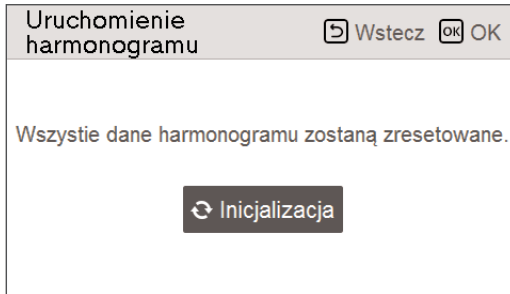 Uruchomienie
harmonogramu
Wstecz OK OK
Wszystie dane harmonogramu zostaną zresetowane.
Inicjalizacja